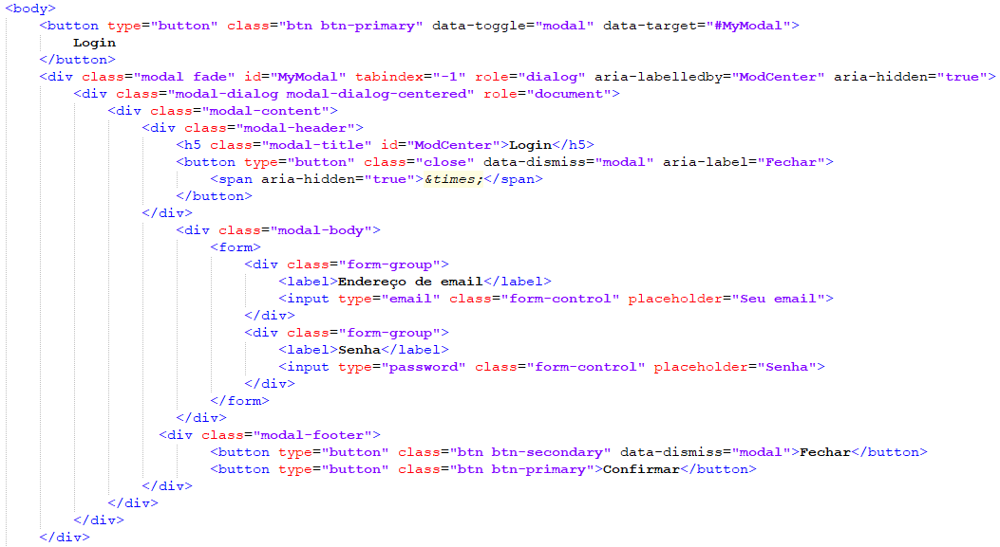 <body>
<button type="button" class="btn btn-primary" data-toggle="modal" data-target="#MyModal">
Login
</button>
<div class="modal fade" id="MyModal" tabindex="-1" role="dialog" aria-labelledby="ModCenter" aria-hidden="true">
<div class="modal-dialog modal-dialog-centered" role="document">
<div class="modal-content">
<div class="modal-header">
<h5 class="modal-title" id="ModCenter">Login</h5>
<button type="button" class="close" data-dismiss="modal" aria-label="Fechar">
<span aria-hidden="true">&times;</span>
</button>
</div>
<div class="modal-body">
<form>
<div class="form-group">
<label>Endereço de email</label>
<input type="email" class="form-control" placeholder="Seu email">
</div>
<div class="form-group">
<label>Senha</label>
<input type="password" class="form-control" placeholder="Senha">
</div>
</form>
</div>
<div class="modal-footer">
<button type="button" class="btn btn-secondary" data-dismiss="modal">Fechar</button>
<button type="button" class="btn btn-primary">Confirmar</button>
</div>
</div>
</div>
</div>